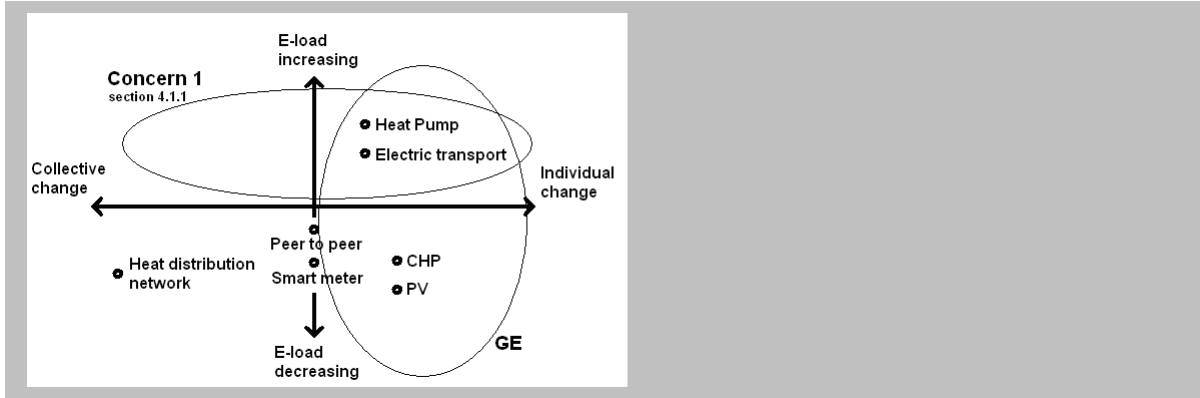 E-load
increasing
Concern 1
section 4.1.1
Heat Pump
Electric transport
Collective
change
Individual
change
Peer to peer
Heat distribution
network
Smart meter
CHP
PV
GE
E-load
decreasing